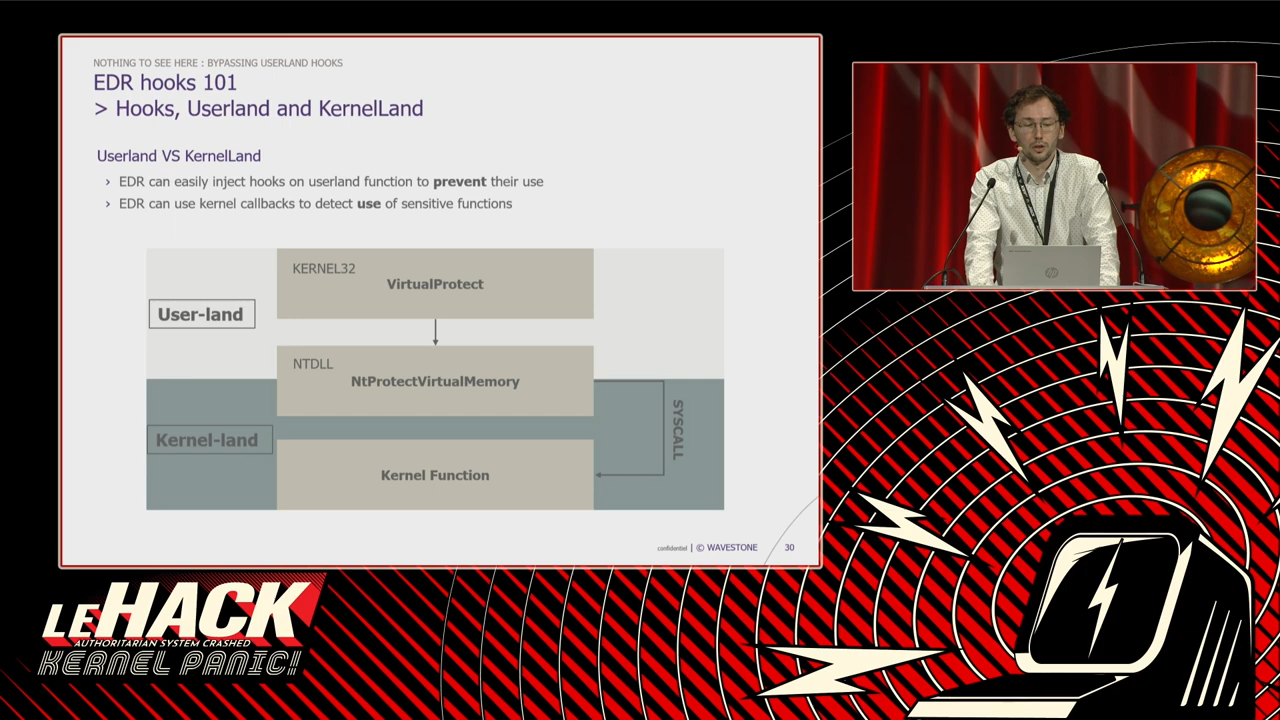 NOTHING TO SEE HERE : BYPASSING USERLAND HOOKS
EDR hooks 101
> Hooks, Userland and KernelLand
Userland VS KernelLand
› EDR can easily inject hooks on userland function to prevent their use
› EDR can use kernel callbacks to detect use of sensitive functions
KERNEL32
VirtualProtect
User-land
NTDLL
NtProtectVirtualMemory
SYSCALL
Kernel-land
Kernel Function
confidential | © WAVESTONE 30
LEHACK
AUTHORITARIAN SYSTEM CRASHED
KERNEL PANIC!